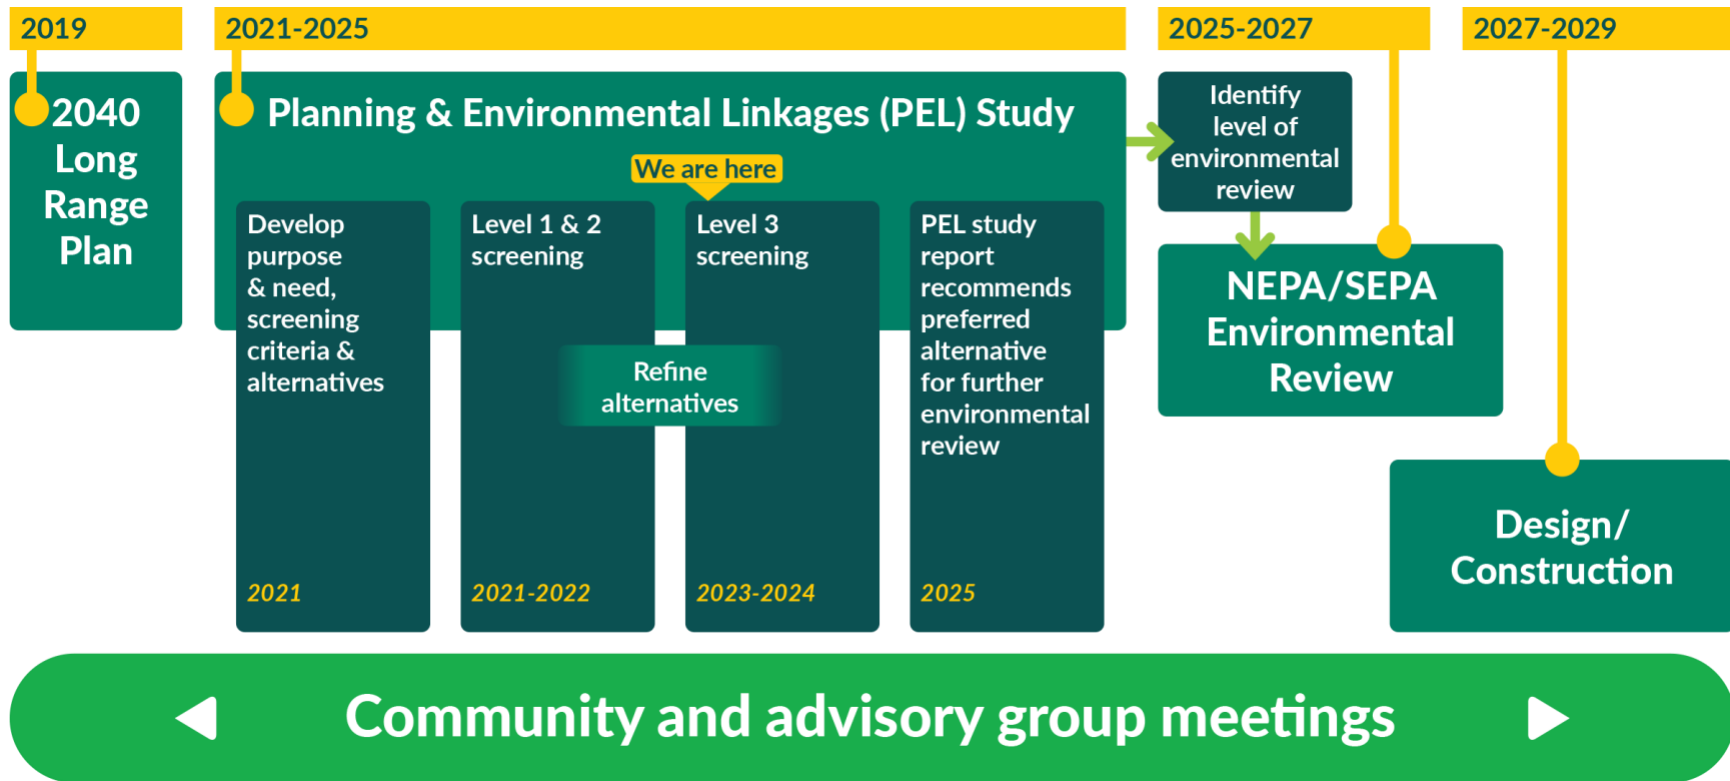 2019
2040
Long
Range
Plan
2021-2025
Planning & Environmental Linkages (PEL) Study
We are here
Develop
purpose
& need,
screening
criteria &
alternatives
2021
Level 1 & 2
screening
2021-2022
Refine
alternatives
Level 3
screening
2023-2024
PEL study
report
recommends
preferred
alternative
for further
environmental
review
2025
2025-2027
Identify
level of
environmental
review
NEPA/SEPA
Environmental
Review
2027-2029
Design/
Construction
Community and advisory group meetings